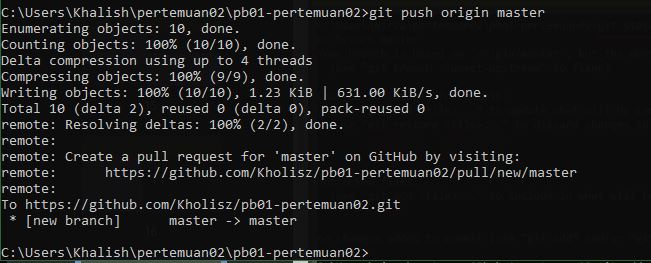 C:\Users\Khalish\pertemuan02\pb01-pertemuan02>git push origin master
Enumerating objects: 10, done.
Counting objects: 100% (10/10), done.
Delta compression using up to 4 threads
Compressing objects: 100% (9/9), done.
Writing objects: 100% (10/10), 1.23 KiB | 631.00 KiB/s, done.
Total 10 (delta 2), reused 0 (delta 0), pack-reused 0
remote: Resolving deltas: 100% (2/2), done.
remote:
remote: Create a pull request for 'master' on GitHub by visiting:
remote:      https://github.com/Kholisz/pb01-pertemuan02/pull/new/master
remote:
To https://github.com/Kholisz/pb01-pertemuan02.git
 * [new branch]      master -> master
C:\Users\Khalish\pertemuan02\pb01-pertemuan02>